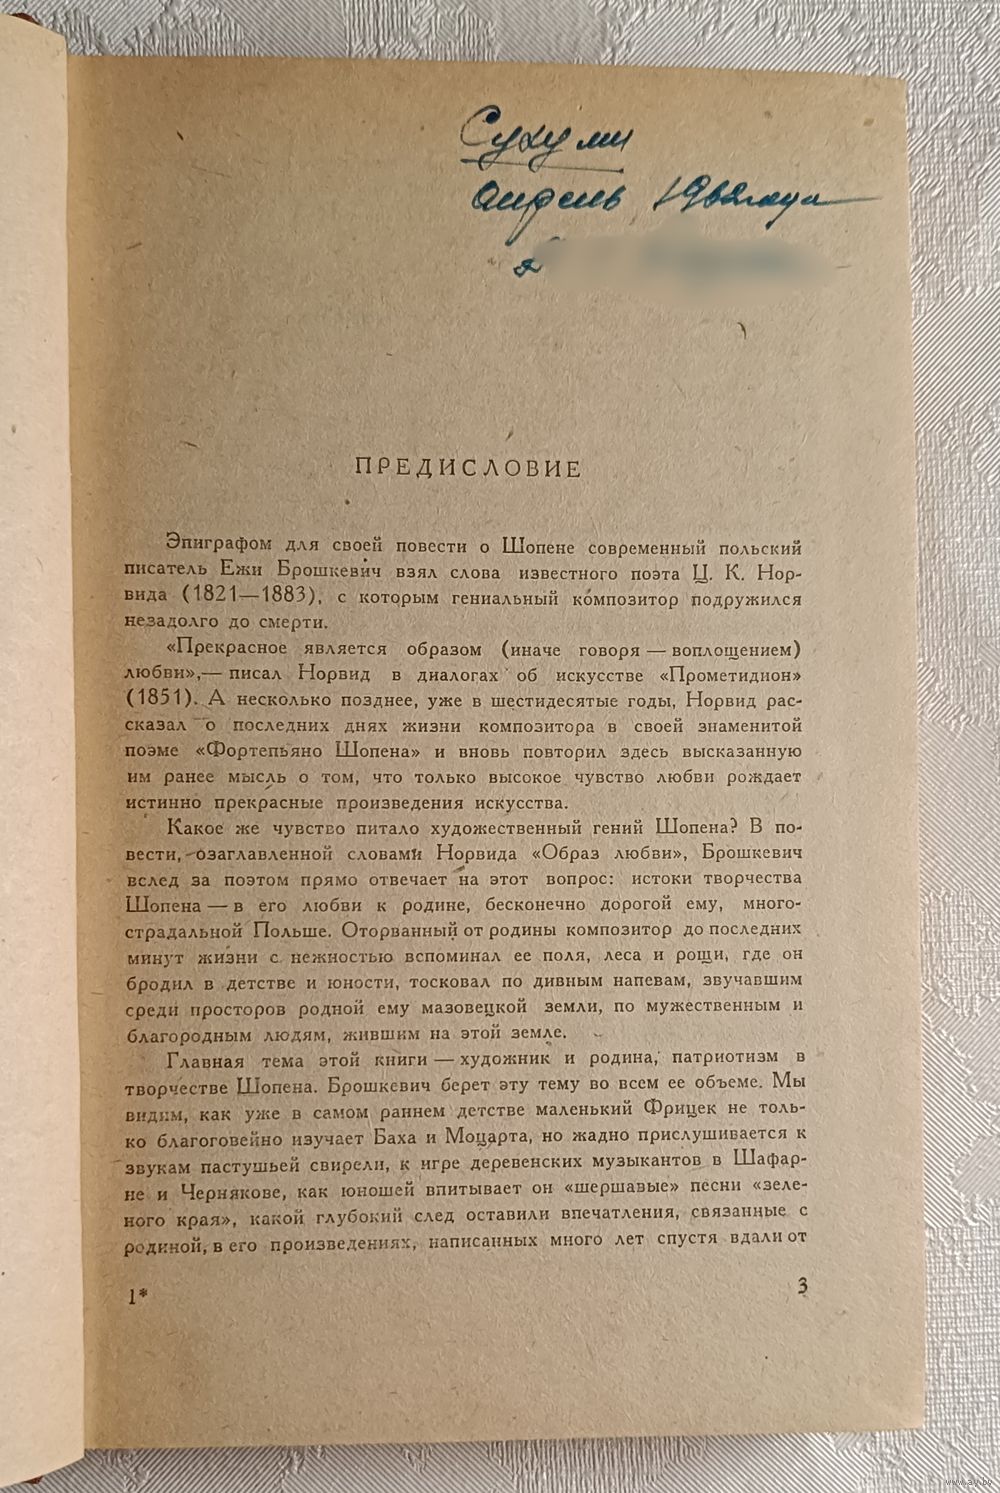 Сухуми
апрель 1962 года
ПРЕДИСЛОВИЕ
Эпиграфом для своей повести о Шопене современный польский
писатель Ежи Брошкевич взял слова известного поэта Ц. К. Нор-
вида (1821—1883), с которым гениальный композитор подружился
незадолго до смерти.
«Прекрасное является образом (иначе говоря — воплощением)
любви»,— писал Норвид в диалогах об искусстве «Прометидион»
(1851). А несколько позднее, уже в шестидесятые годы, Норвид рас-
сказал о последних днях жизни композитора в своей знаменитой
поэме «Фортепьяно Шопена» и вновь повторил здесь высказанную
им ранее мысль о том, что только высокое чувство любви рождает
истинно прекрасные произведения искусства.
Какое же чувство питало художественный гений Шопена? В по-
вести, озаглавленной словами Норвида «Образ любви», Брошкевич
вслед за поэтом прямо отвечает на этот вопрос: истоки творчества
Шопена — в его любви к родине, бесконечно дорогой ему, много-
страдальной Польше. Оторванный от родины композитор до последних
минут жизни с нежностью вспоминал ее поля, леса и рощи, где он
бродил в детстве и юности, тосковал по дивным напевам, звучавшим
среди просторов родной ему мазовецкой земли, по мужественным и
благородным людям, жившим на этой земле.
Главная тема этой книги — художник и родина, патриотизм в
творчестве Шопена. Брошкевич берет эту тему во всем ее объеме. Мы
видим, как уже в самом раннем детстве маленький Фрицек не толь-
ко благоговейно изучает Баха и Моцарта, но жадно прислушивается к
звукам пастушьей свирели, к игре деревенских музыкантов в Шафар-
не и Чернякове, как юношей впитывает он «шершавые» песни «зеле-
ного края», какой глубокий след оставили впечатления, связанные с
родиной, в его произведениях, написанных много лет спустя вдали от
1*
3
www.ay.by